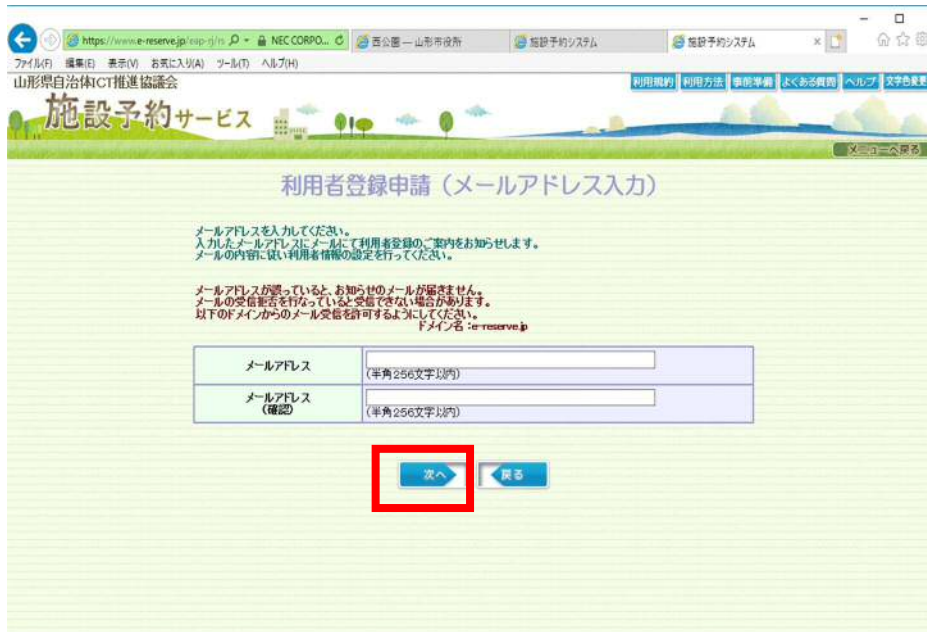 https://www.e-reserve.jp/eap-rj/rs
NEC CORPO...
西公園 — 山形市役所
施設予約システム
施設予約システム
ファイル(F) 編集(E) 表示(V) お気に入り(A) ツール(T) ヘルプ(H)
山形県自治体ICT推進協議会
利用規約 利用方法 事前準備 よくある質問 ヘルプ 文字色変更
施設予約サービス
メニューへ戻る
利用者登録申請（メールアドレス入力）
メールアドレスを入力してください。
入力したメールアドレスにメールにて利用者登録のご案内をお知らせします。
メールの内容に従い利用者情報の設定を行ってください。
メールアドレスが誤っていると、お知らせのメールが届きません。
メールの受信拒否を行なっていると受信できない場合があります。
以下のドメインからのメール受信を許可するようにしてください。
ドメイン名：e-reserve.jp
メールアドレス
(半角256文字以内)
メールアドレス
(確認)
(半角256文字以内)
次へ
戻る